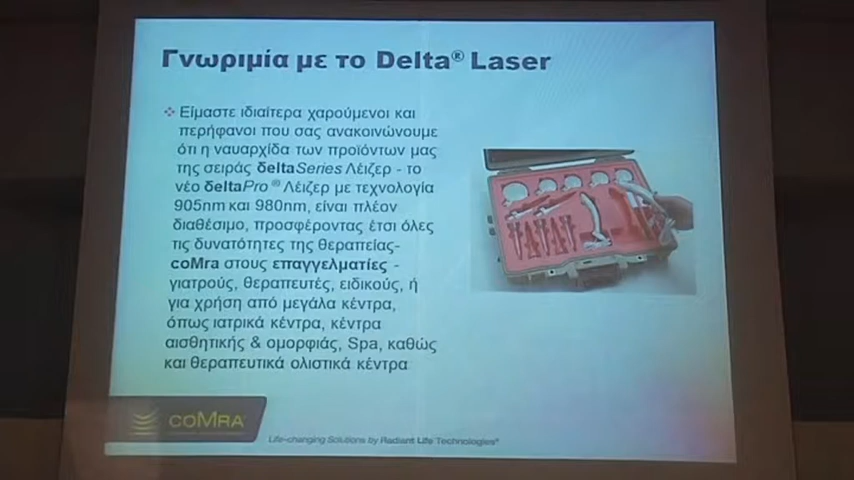 Γνωριμία με το Delta® Laser
❖ Είμαστε ιδιαίτερα χαρούμενοι και
περήφανοι που σας ανακοινώνουμε
ότι η ναυαρχίδα των προϊόντων μας
της σειράς deltaSeries Λέιζερ - το
νέο deltaPro® Λέιζερ με τεχνολογία
905nm και 980nm, είναι πλέον
διαθέσιμο, προσφέροντας έτσι όλες
τις δυνατότητες της θεραπείας-
coMra στους επαγγελματίες -
γιατρούς, θεραπευτές, ειδικούς, ή
για χρήση από μεγάλα κέντρα,
όπως ιατρικά κέντρα, κέντρα
αισθητικής & ομορφιάς, Spa, καθώς
και θεραπευτικά ολιστικά κέντρα
coMRA
Life-changing Solutions by Radiant Life Technologies®